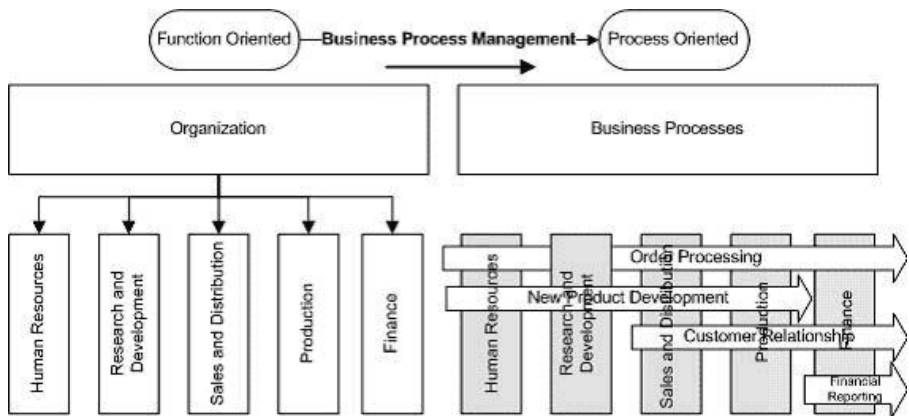 Function Oriented
Business Process Management
Process Oriented
Organization
Business Processes
Human Resources
Research and
Development
Sales and Distribution
Production
Finance
Human Resources
Research and
Development
Sales and Distribution
Production
Finance
Order Processing
New Product Development
Customer Relationship
Financial
Reporting